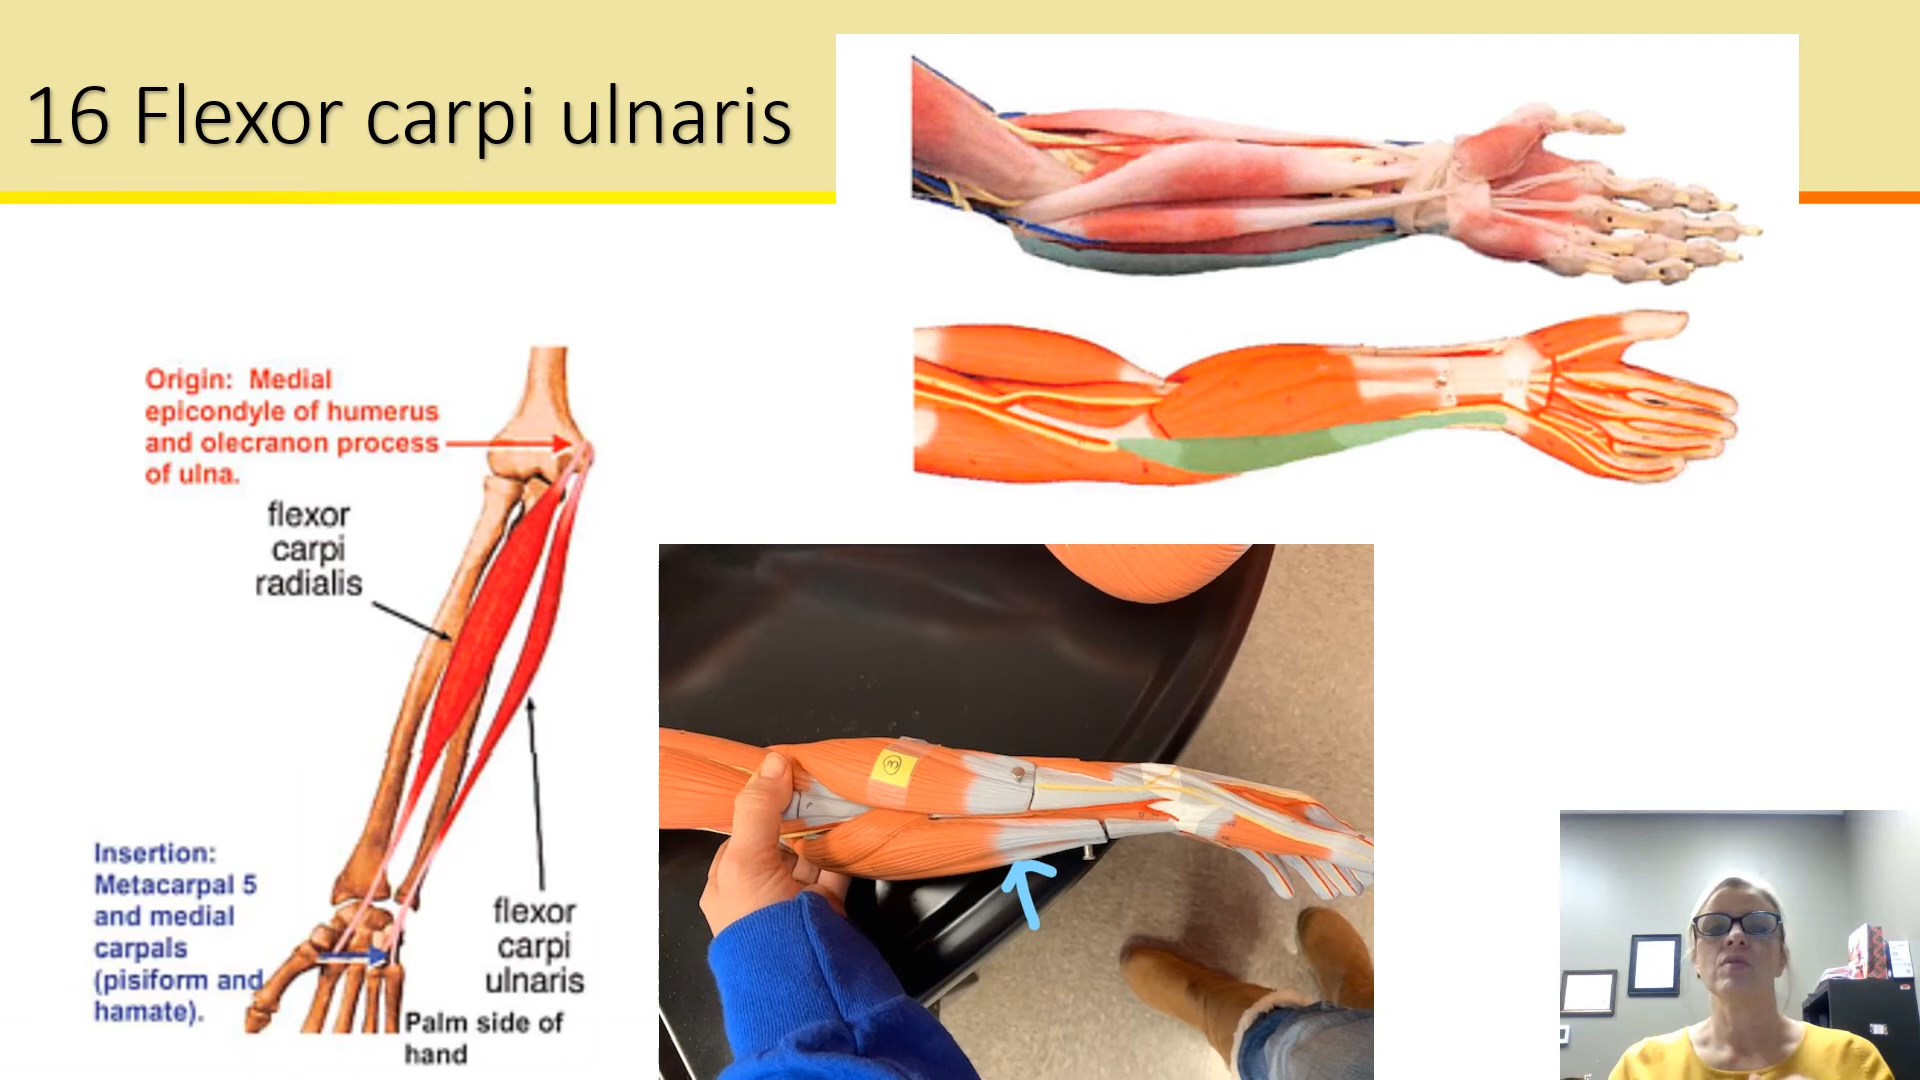 16 Flexor carpi ulnaris
Origin: Medial
epicondyle of humerus
and olecranon process
of ulna.
flexor
carpi
radialis
Insertion:
Metacarpal 5
and medial
carpals
(pisiform and
hamate).
flexor
carpi
ulnaris
Palm side of
hand
3